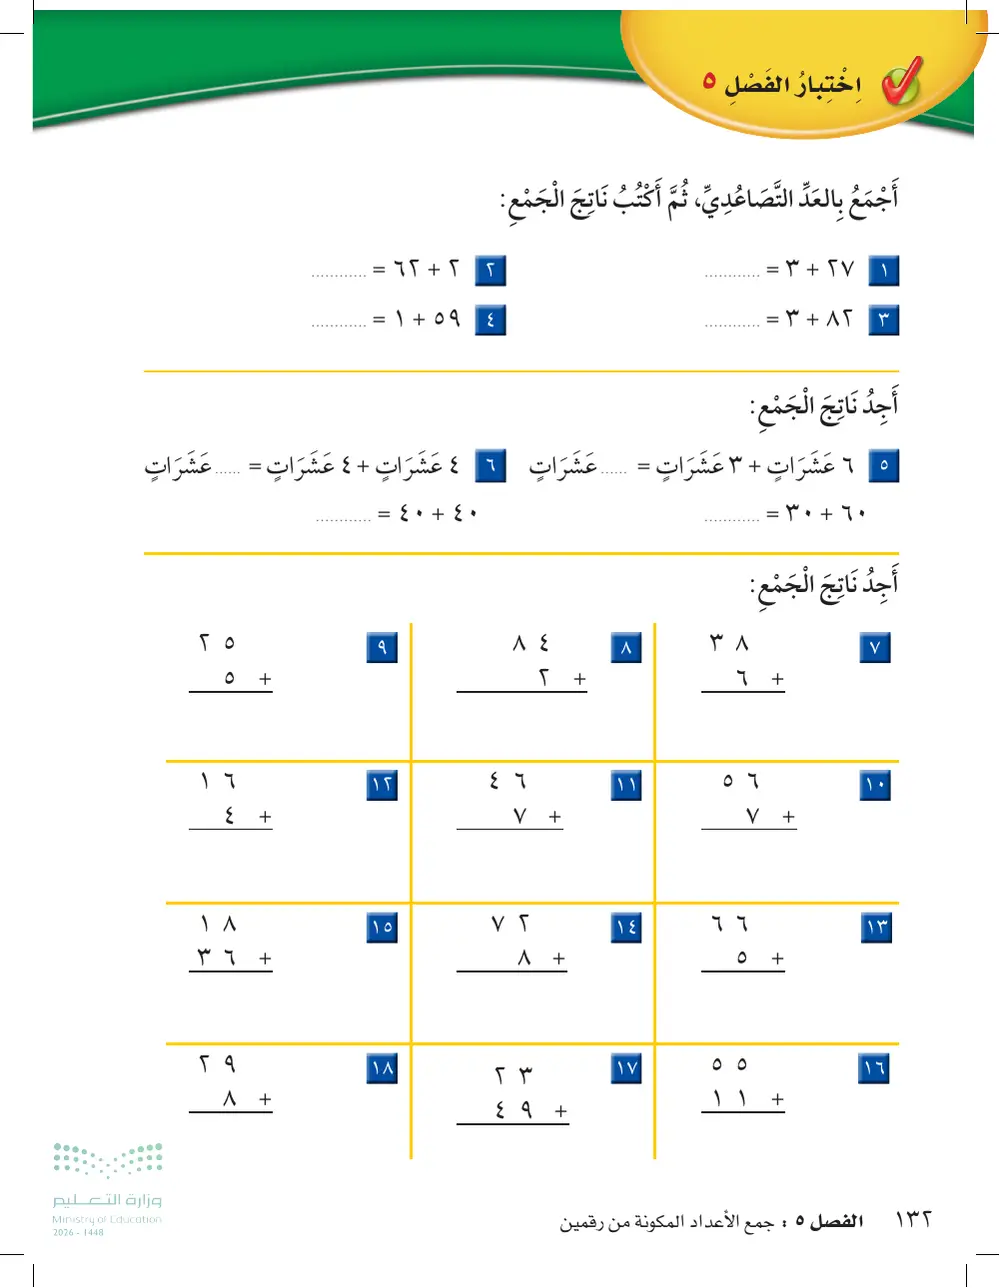 اِخْتِبارُ الفَصْلِ ٥
أَجْمَعُ بِالعَدِّ التَّصَاعُدِيِّ، ثُمَّ أَكْتُبُ نَاتِجَ الْجَمْعِ:
١ ٢٧ + ٣ = ............
٢ ٢ + ٦٢ = ............
٣ ٨٢ + ٣ = ............
٤ ٥٩ + ١ = ............
أَجِدُ نَاتِجَ الْجَمْعِ:
٥ ٦ عَشَرَاتٍ + ٣ عَشَرَاتٍ = ...... عَشَرَاتٍ
٦٠ + ٣٠ = ............
٦ ٤ عَشَرَاتٍ + ٤ عَشَرَاتٍ = ...... عَشَرَاتٍ
٤٠ + ٤٠ = ............
أَجِدُ نَاتِجَ الْجَمْعِ:
٧ ٣٨
+ ٦
٨ ٨٤
+ ٢
٩ ٢٥
+ ٥
١٠ ٥٦
+ ٧
١١ ٤٦
+ ٧
١٢ ١٦
+ ٤
١٣ ٦٦
+ ٥
١٤ ٧٢
+ ٨
١٥ ١٨
+ ٣٦
١٦ ٥٥
+ ١١
١٧ ٢٣
+ ٤٩
١٨ ٢٩
+ ٨
١٣٢ الفصل ٥ : جمع الأعداد المكونة من رقمين
وزارة التعـــليم
Ministry of Education
2026 - 1448